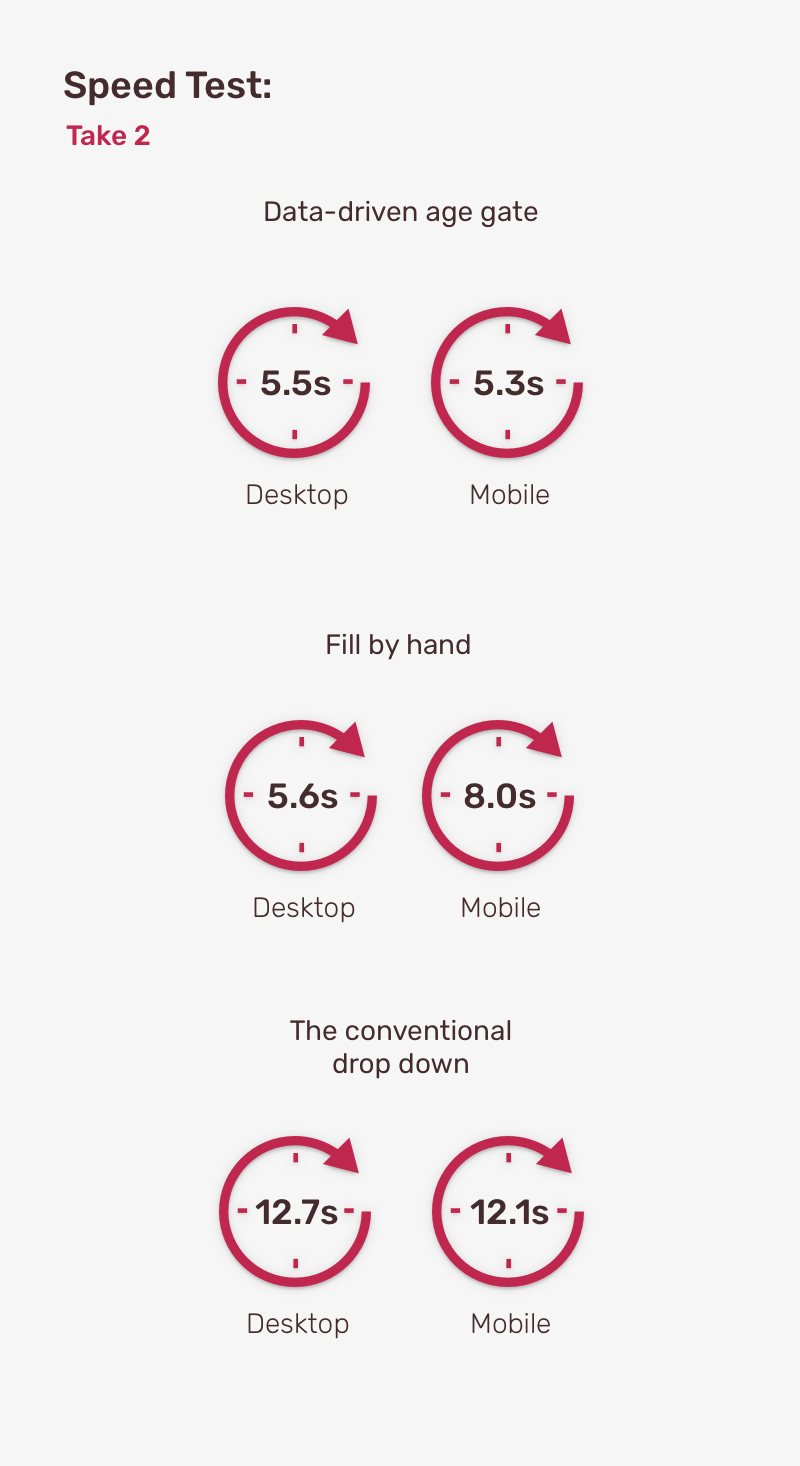 Speed Test:
Take 2
Data-driven age gate
5.5s
5.3s
Desktop
Mobile
Fill by hand
5.6s
8.0s
Desktop
Mobile
The conventional
drop down
12.7s
12.1s
Desktop
Mobile